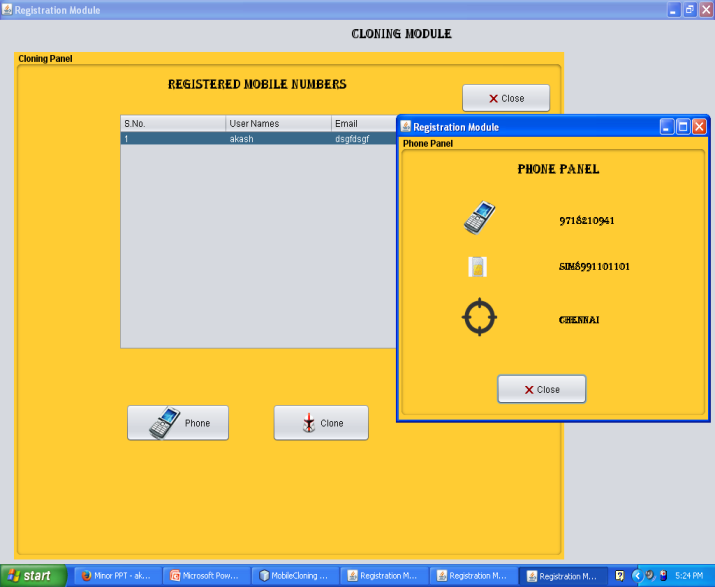 Registration Module
CLONING MODULE
Cloning Panel
REGISTERED MOBILE NUMBERS
Close
S.No. User Names Email
1 akash dsgfdsgf
Registration Module
Phone Panel
PHONE PANEL
9718210941
CHENNAI
Close
Phone
Clone
start
Minor PPT - ak...
Microsoft Pow...
MobileCloning ...
Registration M...
Registration M...
Registration M...
5:24 PM